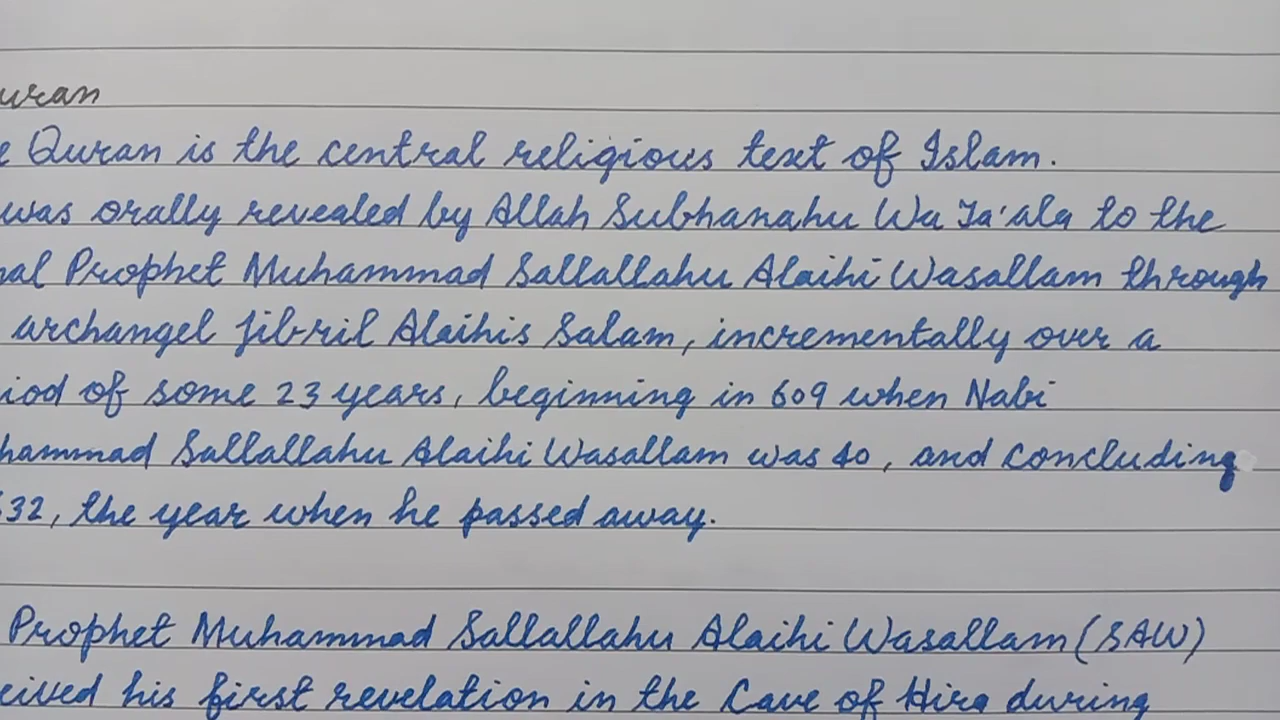 uran
e Quran is the central religious text of Islam.
was orally revealed by Allah Subhanahu Wa Ta'ala to the
nal Prophet Muhammad Sallallahu Alaihi Wasallam through
archangel Jibril Alaihis Salam, incrementally over a
iod of some 23 years, beginning in 609 when Nabi
hammad Sallallahu Alaihi Wasallam was 40, and concluding
632, the year when he passed away.
Prophet Muhammad Sallallahu Alaihi Wasallam (SAW)
eived his first revelation in the Cave of Hira during